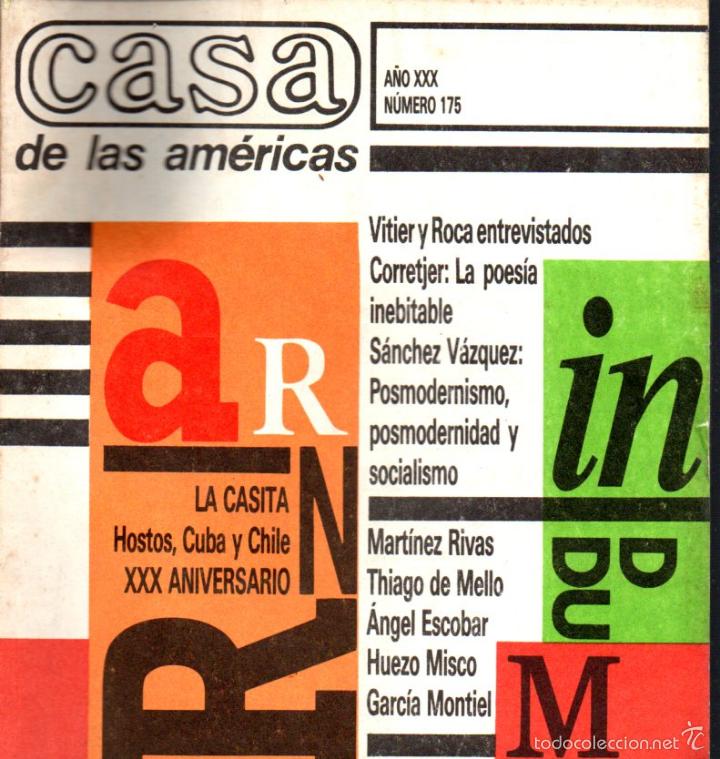 casa
de las américas
AÑO XXX
NÚMERO 175
Vitier y Roca entrevistados
Corretjer: La poesía
inebitable
Sánchez Vázquez:
Posmodernismo,
posmodernidad y
socialismo
a
R
N
LA CASITA
Hostos, Cuba y Chile
XXX ANIVERSARIO
R
in
D
DU
M
Martínez Rivas
Thiago de Mello
Ángel Escobar
Huezo Misco
García Montiel
todocoleccion.net